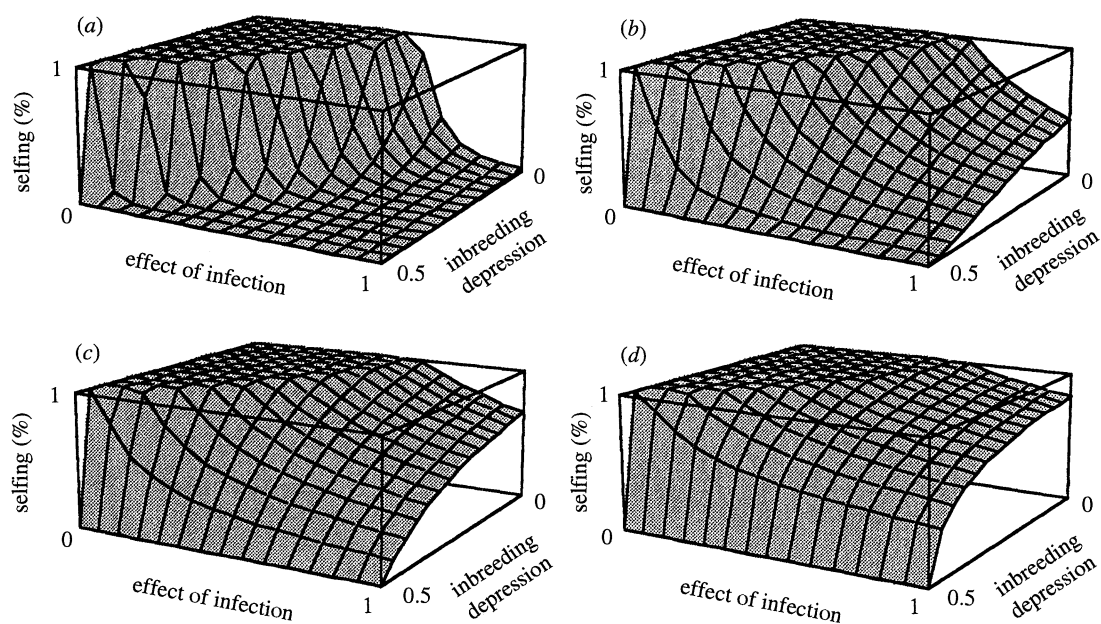 (a)
1
selfing (%)
0
effect of infection
1
0.5
inbreeding
depression
0
(b)
1
selfing (%)
0
effect of infection
1
0.5
inbreeding
depression
0
(c)
1
selfing (%)
0
effect of infection
1
0.5
inbreeding
depression
0
(d)
1
selfing (%)
0
effect of infection
1
0.5
inbreeding
depression
0